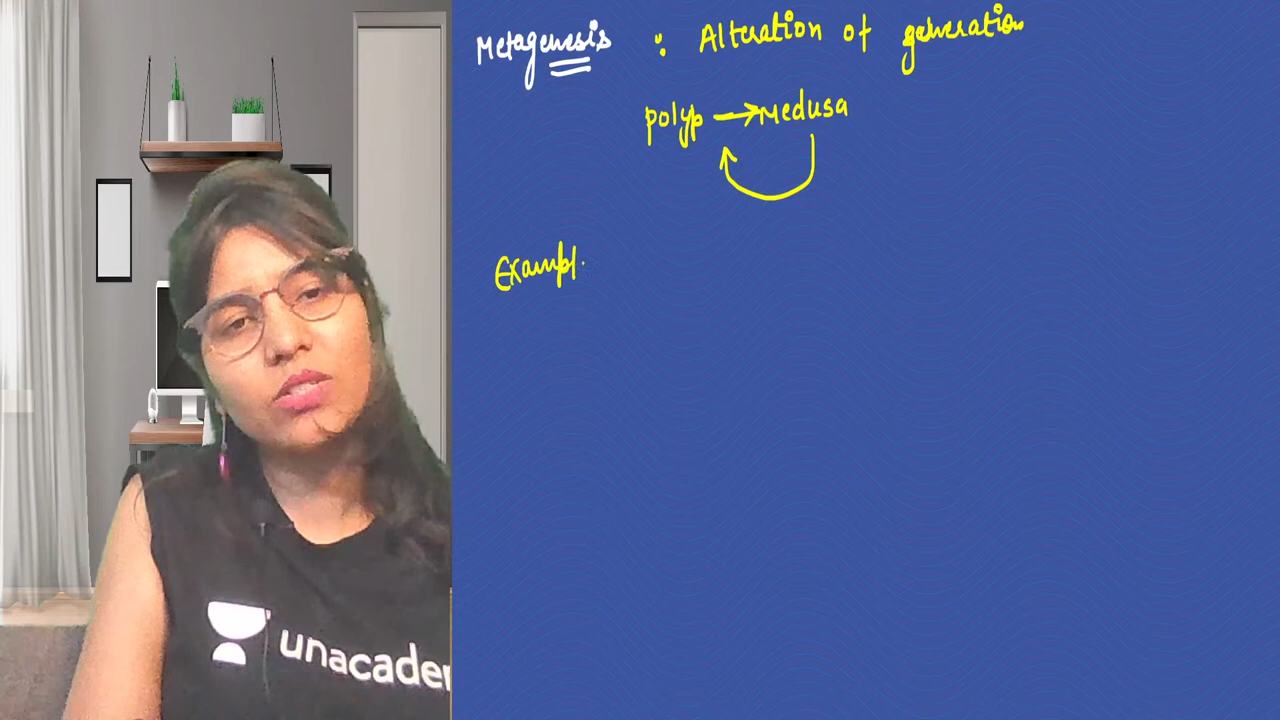 Metagenesis : Alteration of generation
polyp → Medusa
Exampl.
unacade